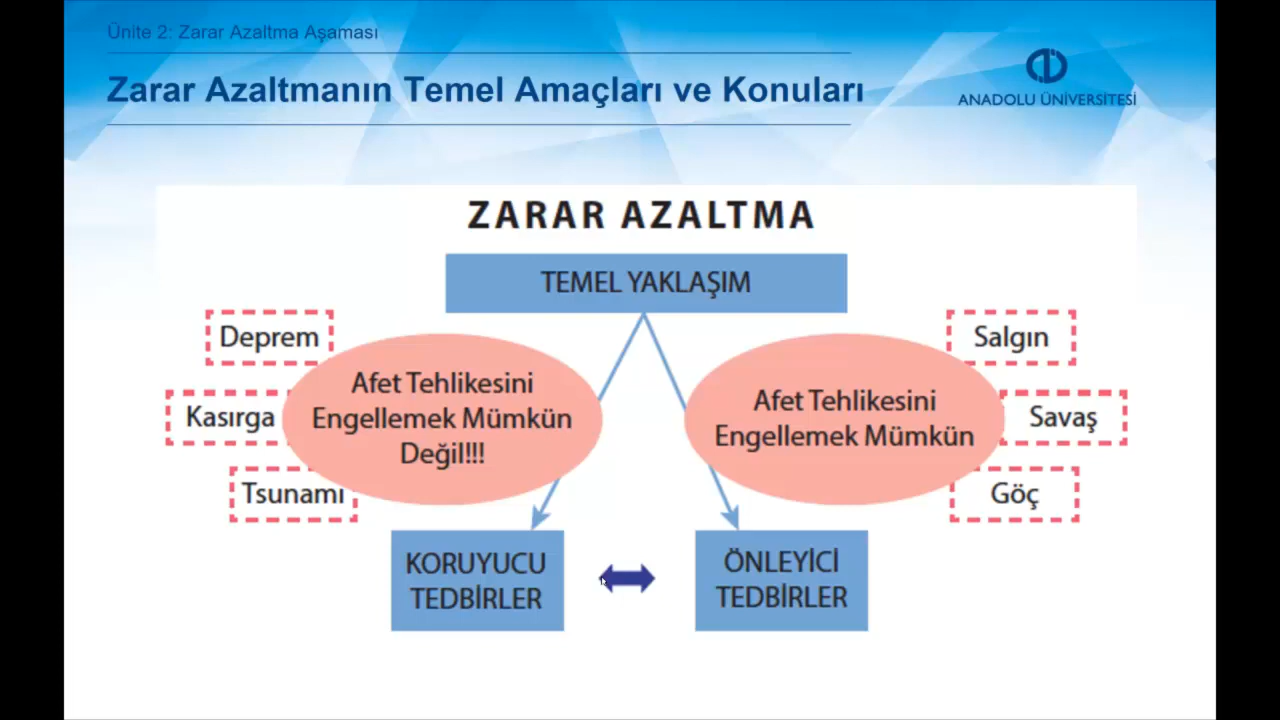 Ünite 2: Zarar Azaltma Aşaması
Zarar Azaltmanın Temel Amaçları ve Konuları
ANADOLU ÜNİVERSİTESİ
ZARAR AZALTMA
TEMEL YAKLAŞIM
Deprem
Kasırga
Tsunami
Afet Tehlikesini
Engellemek Mümkün
Değil!!!
Afet Tehlikesini
Engellemek Mümkün
Salgın
Savaş
Göç
KORUYUCU
TEDBİRLER
ÖNLEYİCİ
TEDBİRLER